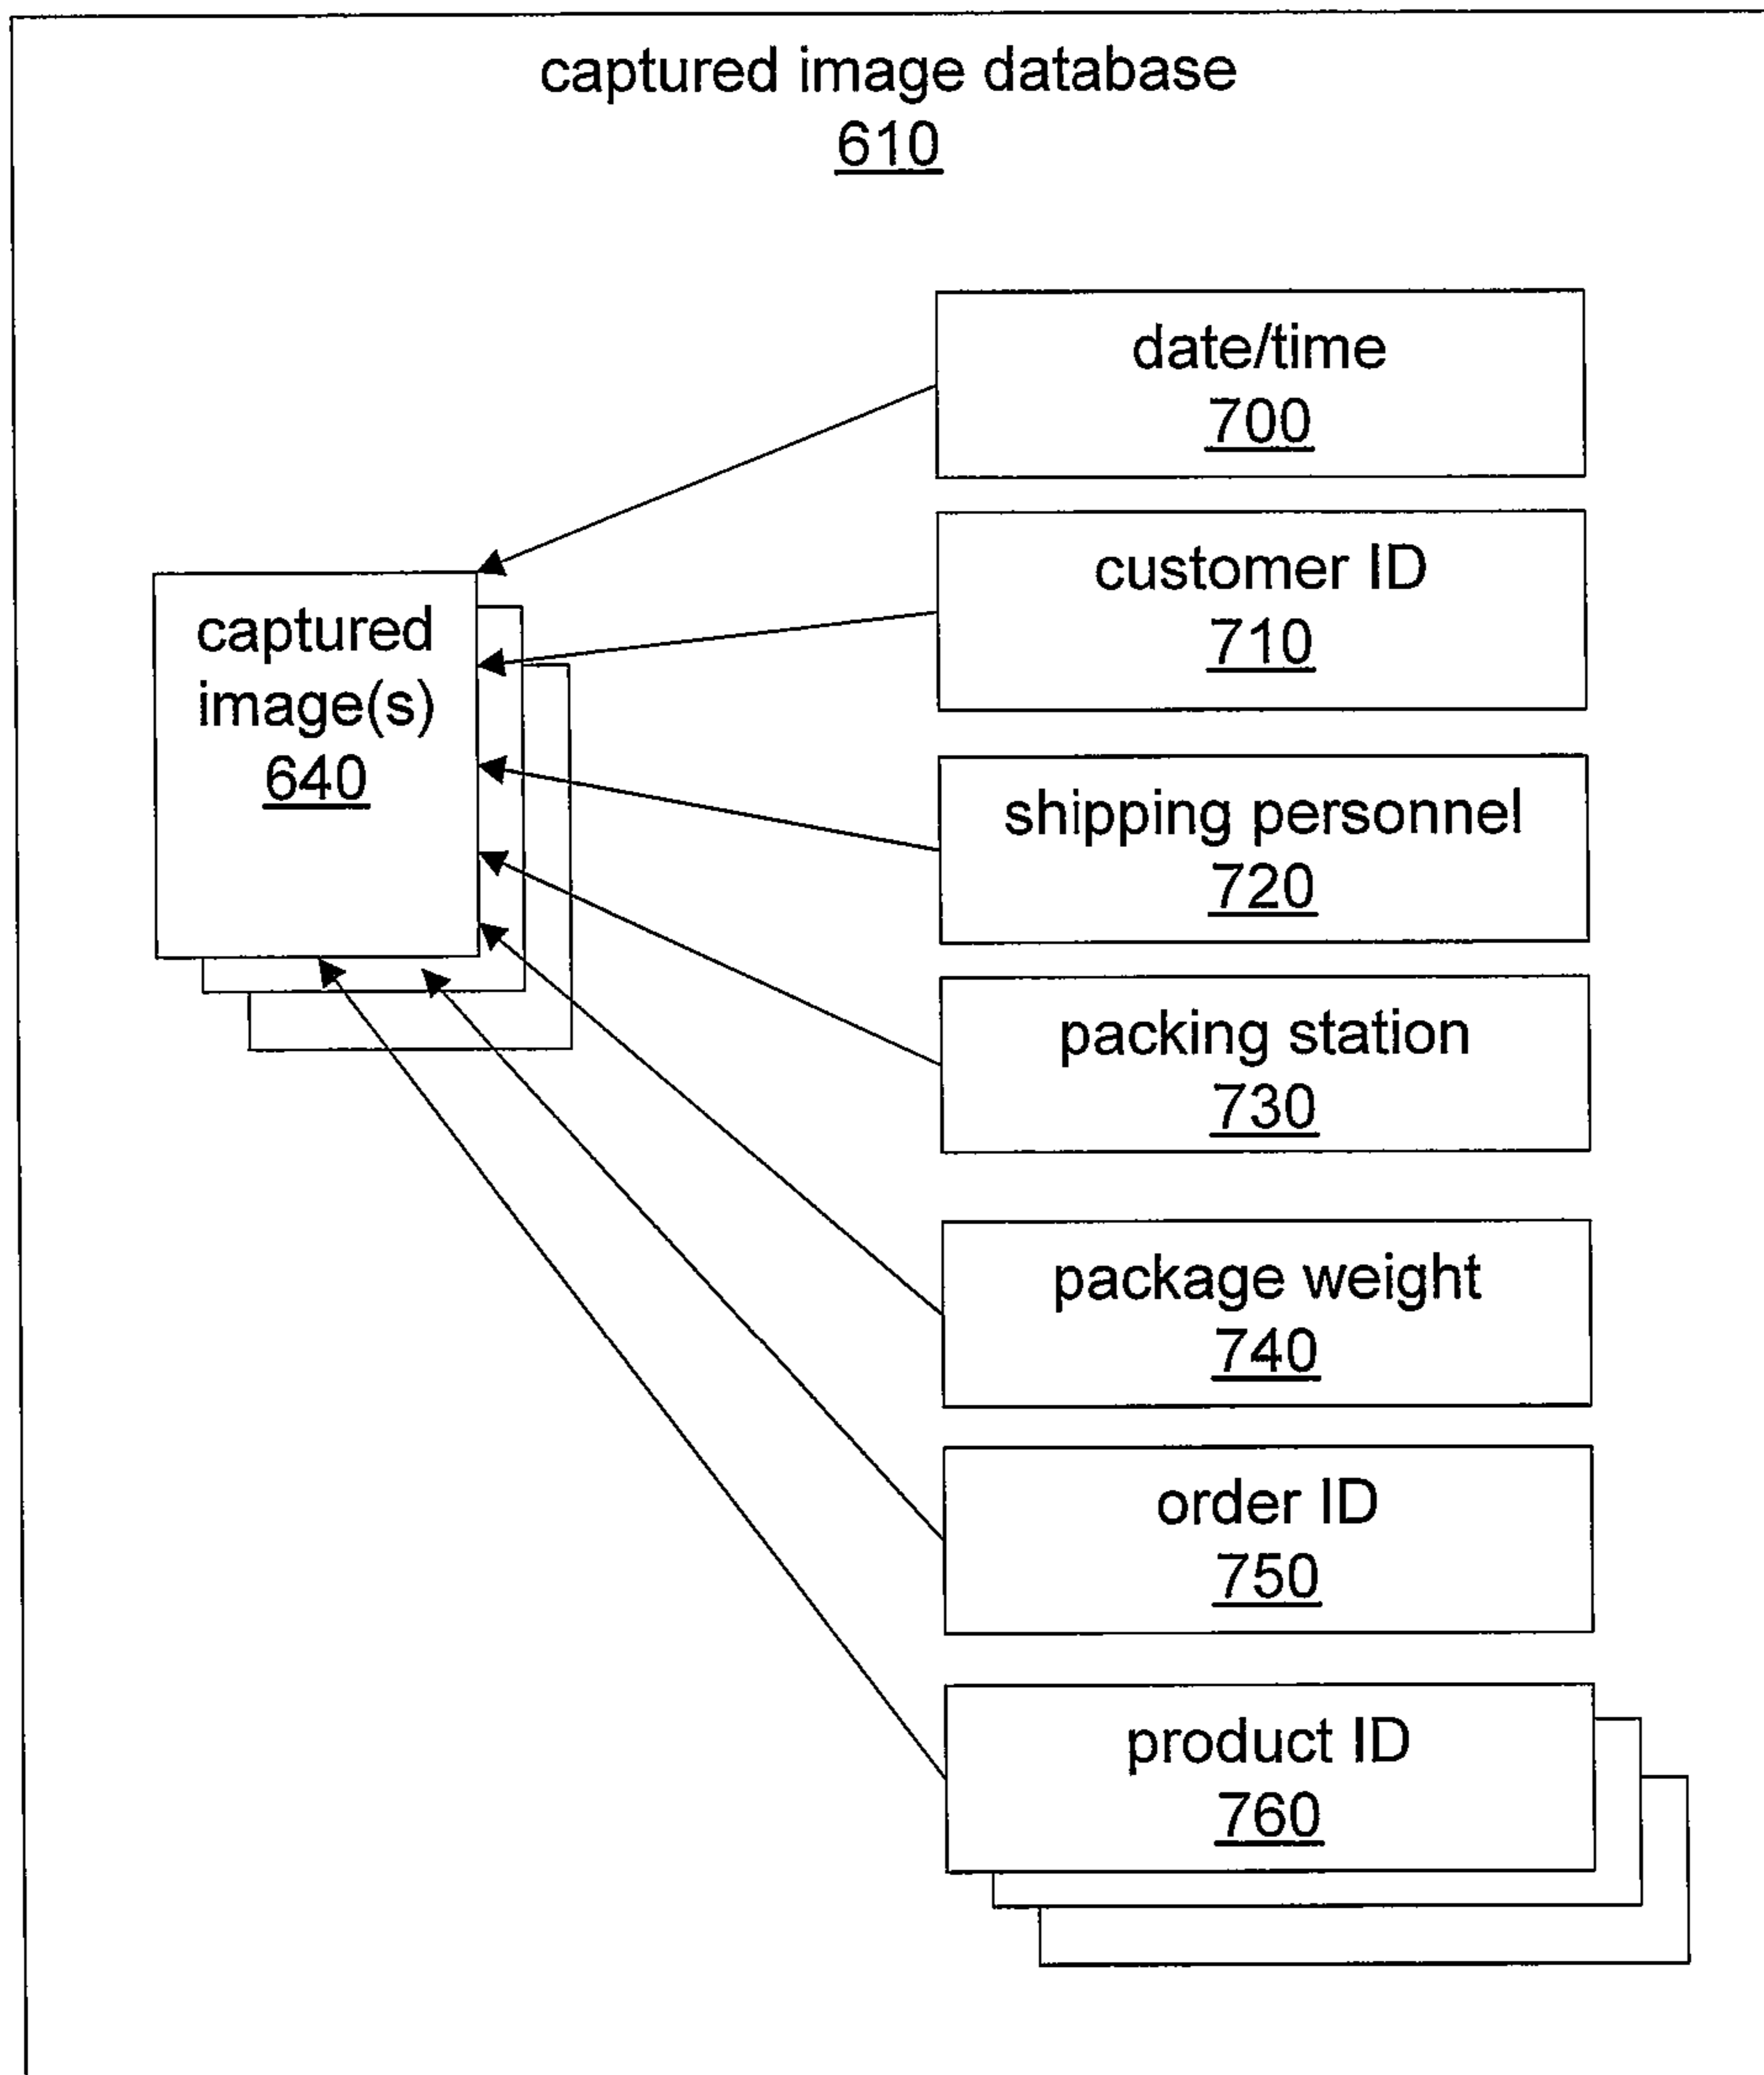 captured image database
610
date/time
700
customer ID
710
captured
image(s)
640
shipping personnel
720
packing station
730
package weight
740
order ID
750
product ID
760